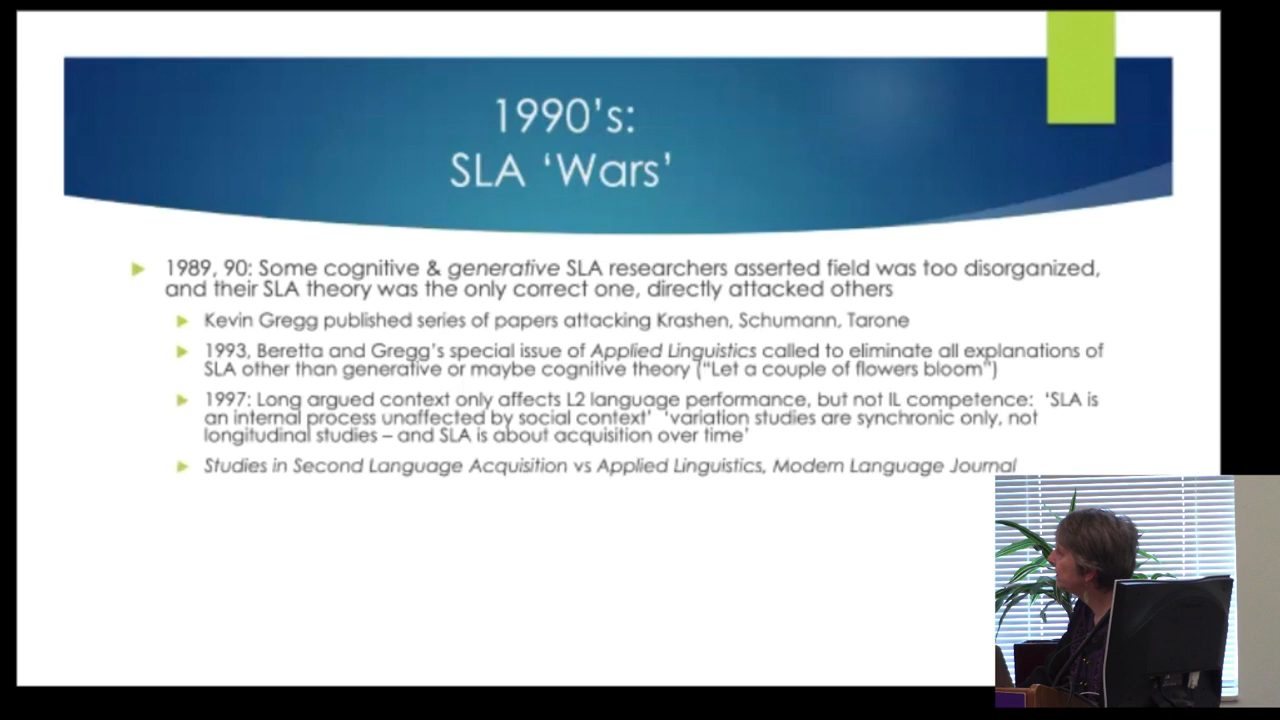 1990's:
SLA 'Wars'
1989, 90: Some cognitive & generative SLA researchers asserted field was too disorganized,
and their SLA theory was the only correct one, directly attacked others
Kevin Gregg published series of papers attacking Krashen, Schumann, Tarone
1993, Beretta and Gregg's special issue of Applied Linguistics called to eliminate all explanations of
SLA other than generative or maybe cognitive theory ("Let a couple of flowers bloom")
1997: Long argued context only affects L2 language performance, but not IL competence: 'SLA is
an internal process unaffected by social context' 'variation studies are synchronic only, not
longitudinal studies – and SLA is about acquisition over time'
Studies in Second Language Acquisition vs Applied Linguistics, Modern Language Journal